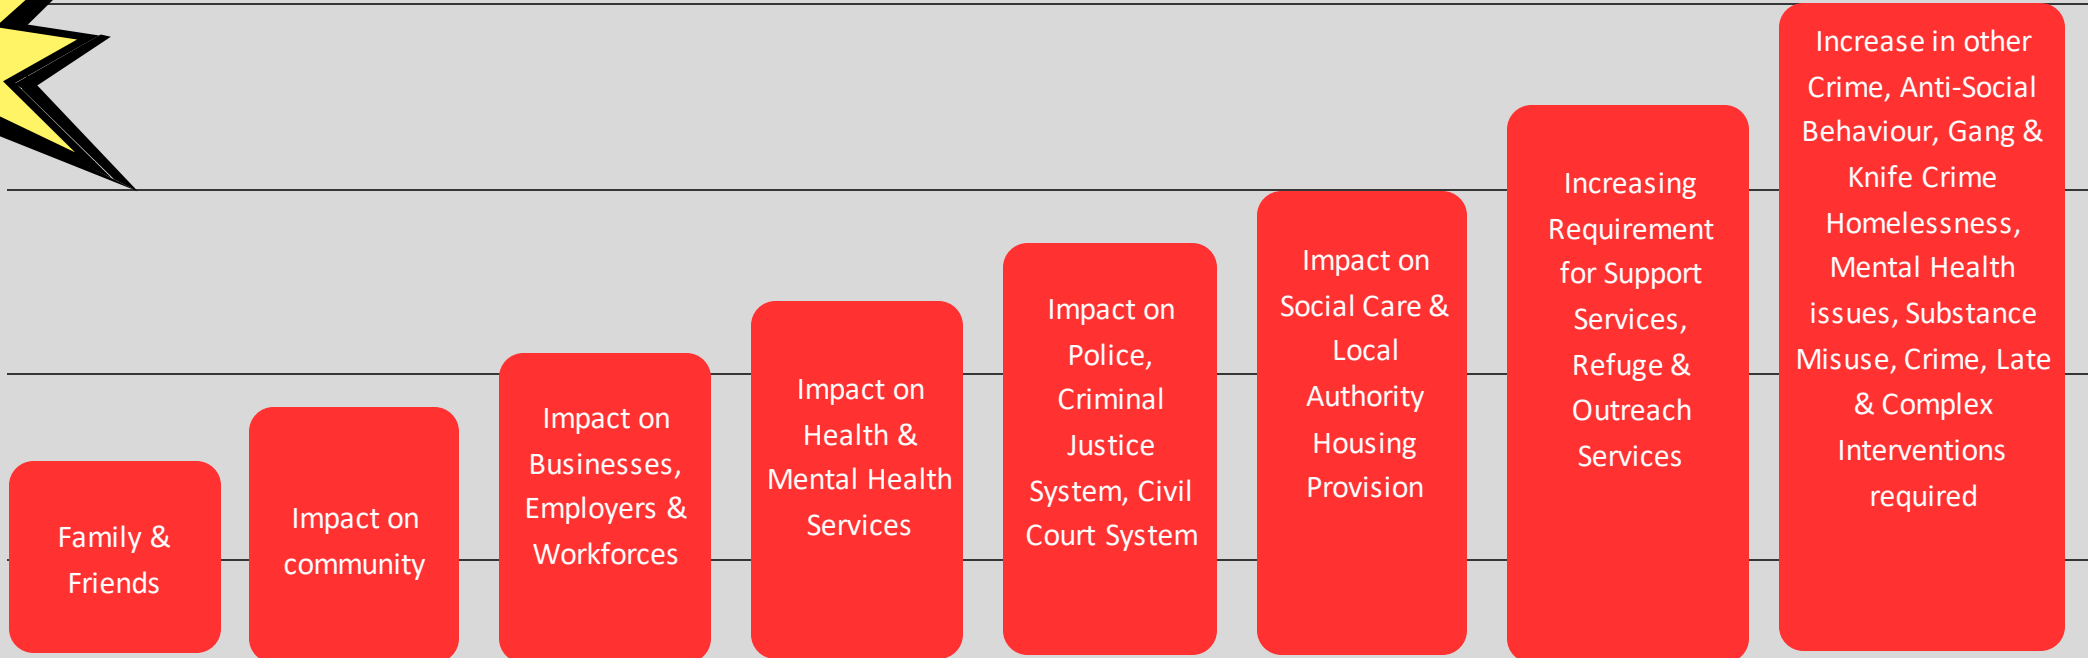 Family &
Friends
Impact on
community
Impact on
Businesses,
Employers &
Workforces
Impact on
Health &
Mental Health
Services
Impact on
Police,
Criminal
Justice
System, Civil
Court System
Impact on
Social Care &
Local
Authority
Housing
Provision
Increasing
Requirement
for Support
Services,
Refuge &
Outreach
Services
Increase in other
Crime, Anti-Social
Behaviour, Gang &
Knife Crime
Homelessness,
Mental Health
issues, Substance
Misuse, Crime, Late
& Complex
Interventions
required